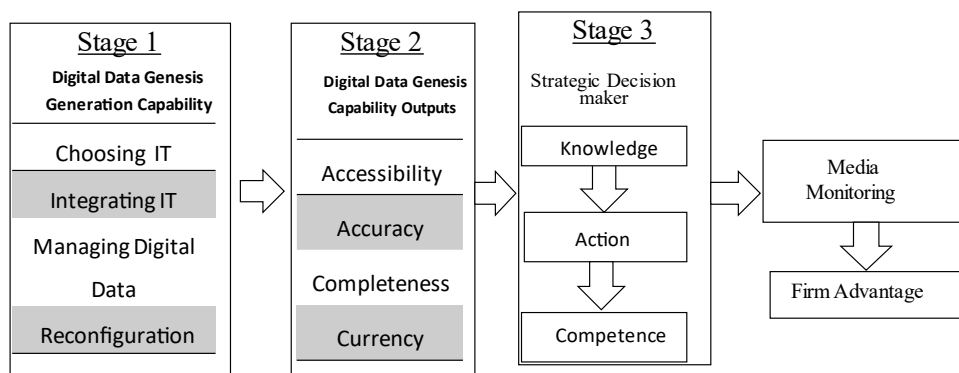 Stage 1
Digital Data Genesis
Generation Capability
Choosing IT
Integrating IT
Managing Digital
Data
Reconfiguration
Stage 2
Digital Data Genesis
Capability Outputs
Accessibility
Accuracy
Completeness
Currency
Stage 3
Strategic Decision
maker
Knowledge
Action
Competence
Media
Monitoring
Firm Advantage